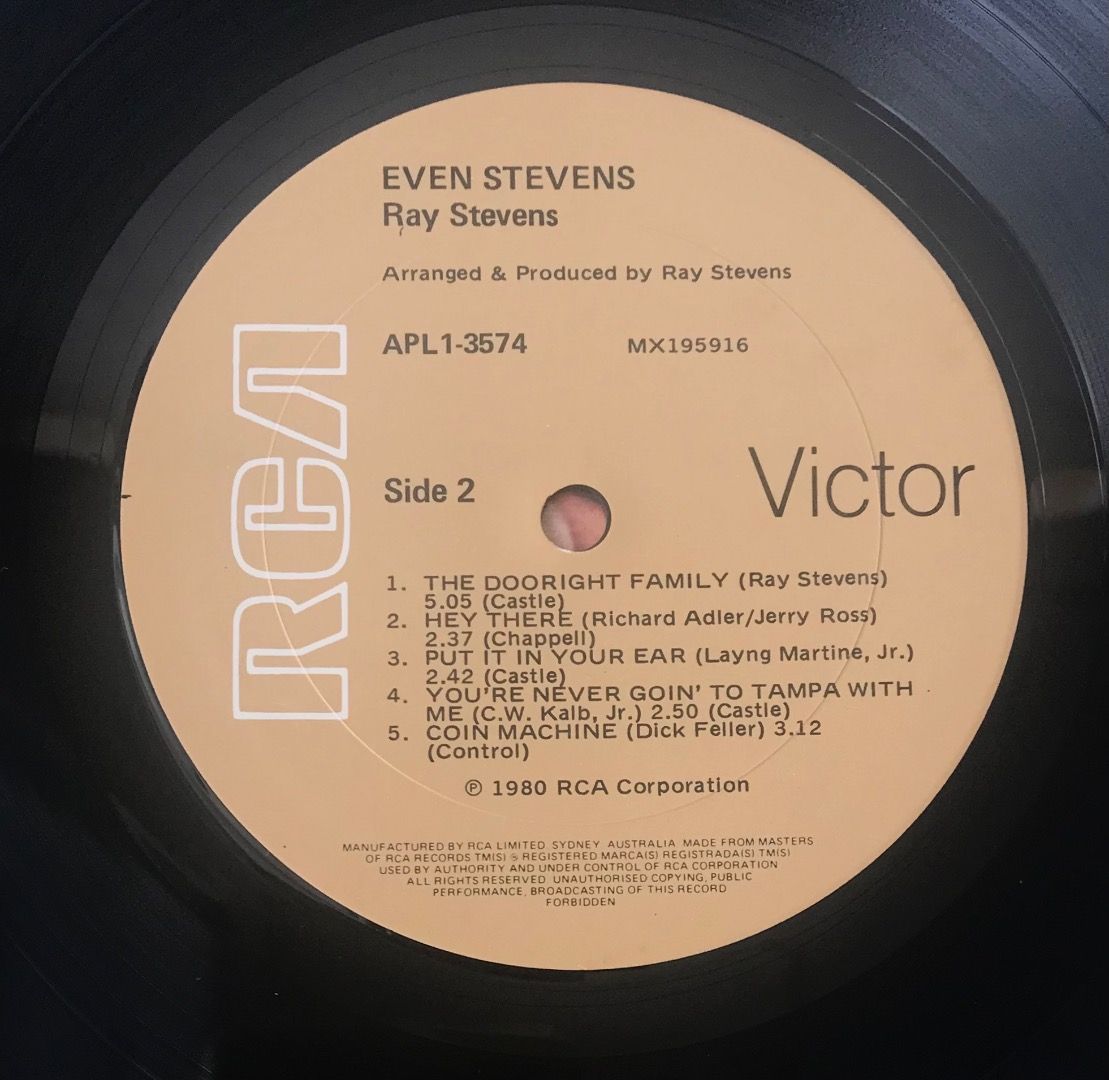 EVEN STEVENS
Ray Stevens
Arranged & Produced by Ray Stevens
APL1-3574 MX195916
RCA
Side 2
Victor
1. THE DOORIGHT FAMILY (Ray Stevens)
5.05 (Castle)
2. HEY THERE (Richard Adler/Jerry Ross)
2.37 (Chappell)
3. PUT IT IN YOUR EAR (Layng Martine, Jr.)
2.42 (Castle)
4. YOU'RE NEVER GOIN' TO TAMPA WITH
ME (C.W. Kalb, Jr.) 2.50 (Castle)
5. COIN MACHINE (Dick Feller) 3.12
(Control)
℗ 1980 RCA Corporation
MANUFACTURED BY RCA LIMITED SYDNEY AUSTRALIA MADE FROM MASTERS
OF RCA RECORDS TM(S) ® REGISTERED MARCA(S) REGISTRADA(S) TM(S)
USED BY AUTHORITY AND UNDER CONTROL OF RCA CORPORATION
ALL RIGHTS RESERVED UNAUTHORISED COPYING, PUBLIC
PERFORMANCE, BROADCASTING OF THIS RECORD
FORBIDDEN